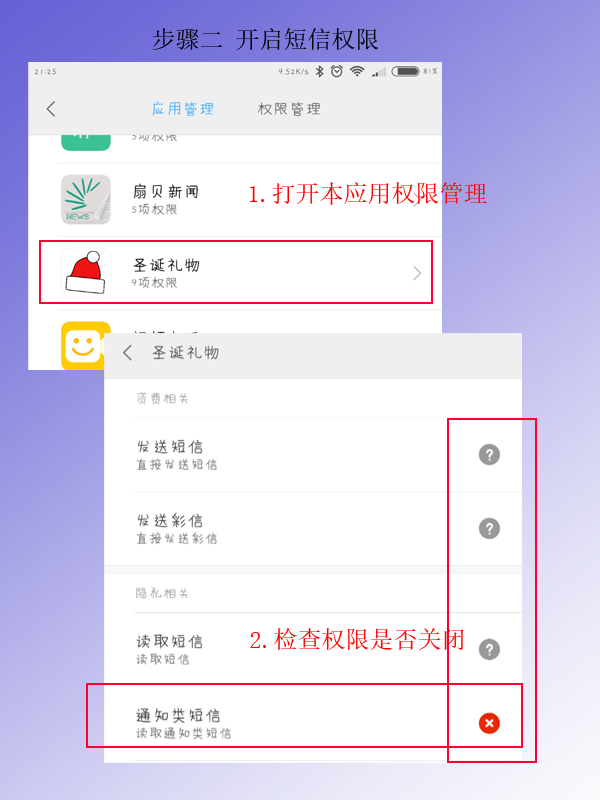 步骤二 开启短信权限
21:25
9.52K/s
81%
应用管理
权限管理
5项权限
扇贝新闻
5项权限
NEWS
1.打开本应用权限管理
圣诞礼物
9项权限
圣诞礼物
资费相关
发送短信
直接发送短信
发送彩信
直接发送彩信
隐私相关
读取短信
读取短信
2.检查权限是否关闭
通知类短信
读取通知类短信